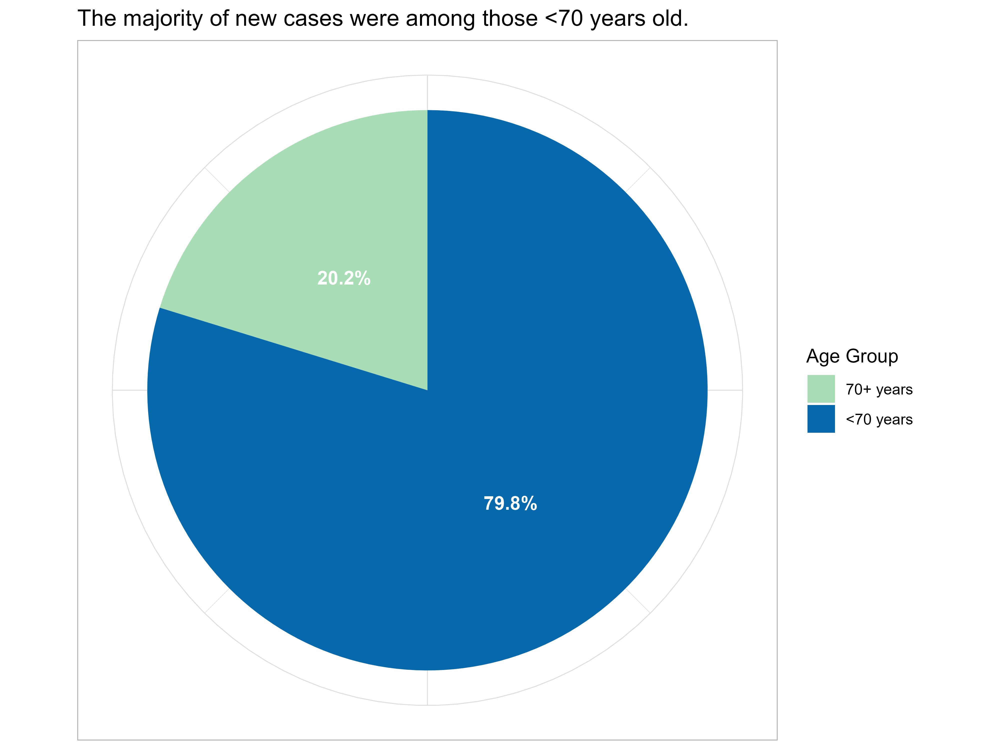 The majority of new cases were among those <70 years old.
20.2%
79.8%
Age Group
70+ years
<70 years